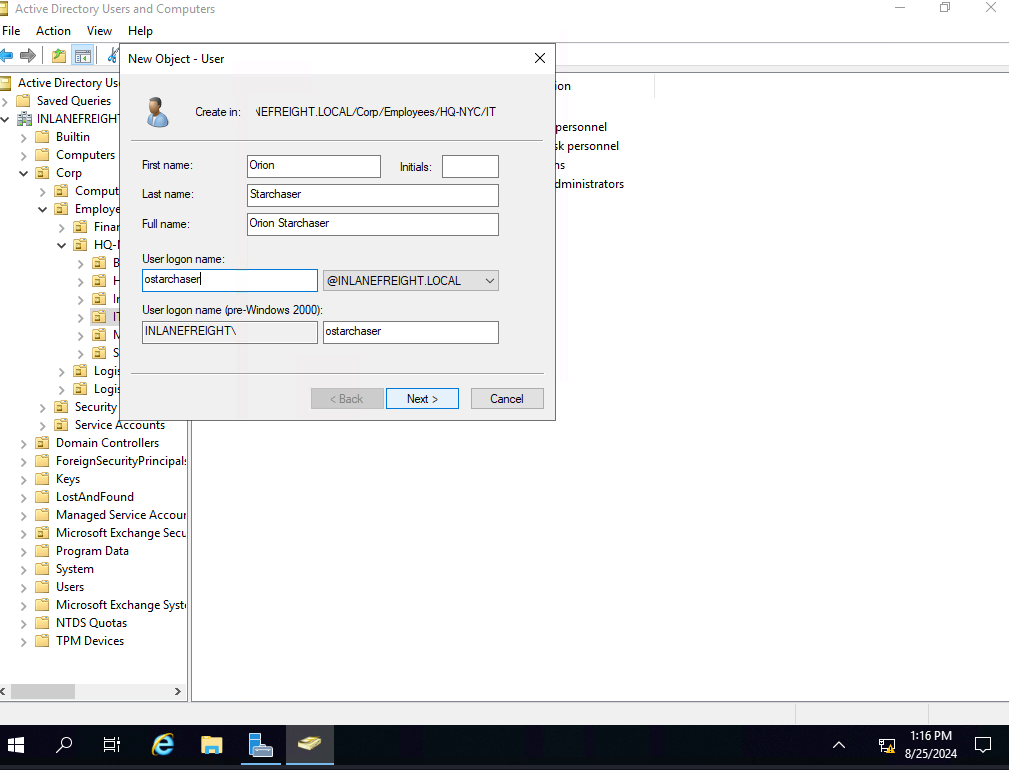 Active Directory Users and Computers
File Action View Help
New Object - User
Active Directory Use
Saved Queries
INLANEFREIGHT
Builtin
Computers
Corp
Comput
Employe
Finar
HQ-N
B
H
Ir
IT
M
S
Logis
Logis
Security
Service Accounts
Domain Controllers
ForeignSecurityPrincipals
Keys
LostAndFound
Managed Service Accour
Microsoft Exchange Secu
Program Data
System
Users
Microsoft Exchange Syste
NTDS Quotas
TPM Devices
Create in: NEFREIGHT.LOCAL/Corp/Employees/HQ-NYC/IT
First name: Orion Initials:
Last name: Starchaser
Full name: Orion Starchaser
User logon name:
ostarchaser @INLANEFREIGHT.LOCAL
User logon name (pre-Windows 2000):
INLANEFREIGHT\ ostarchaser
< Back Next > Cancel
ion
personnel
sk personnel
ns
dministrators
1:16 PM
8/25/2024